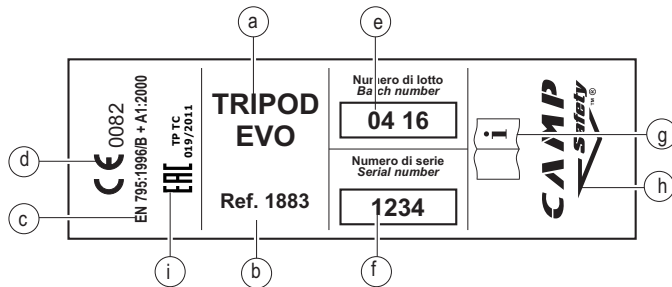 a
e
d
c
i
b
f
g
h
CE 0082
EN 795:1996/B + A1:2000
EAC
TP TC
019/2011
TRIPOD
EVO
Ref. 1883
Numero di lotto
Batch number
04 16
Numero di serie
Serial number
1234
i
CAMP
Safety
™®